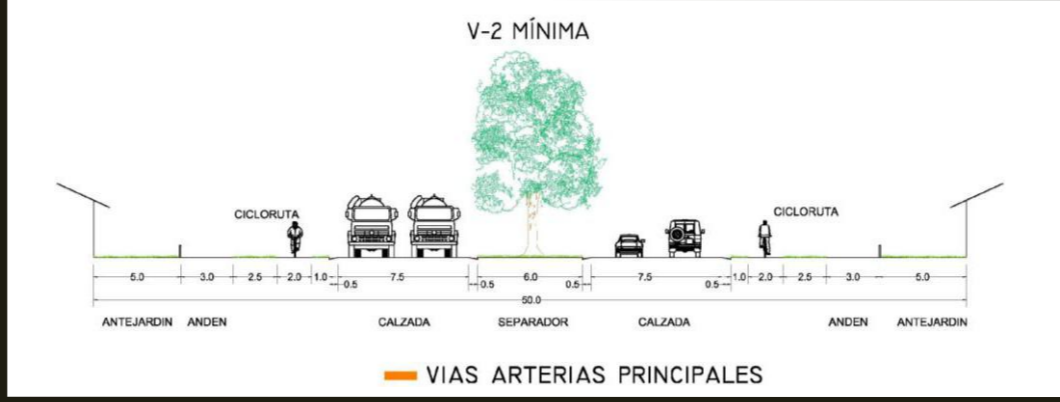 V-2 MÍNIMA
CICLORUTA
CICLORUTA
5.0 3.0 2.5 2.0 1.0 0.5 7.5 0.5 6.0 0.5 7.5 0.5 1.0 2.0 2.5 3.0 5.0
50.0
ANTEJARDIN ANDEN CALZADA SEPARADOR CALZADA ANDEN ANTEJARDIN
VIAS ARTERIAS PRINCIPALES